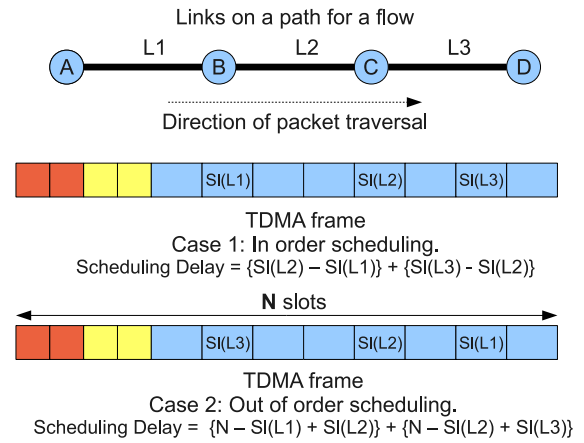 Links on a path for a flow
L1 L2 L3
A B C D
Direction of packet traversal
SI(L1) SI(L2) SI(L3)
TDMA frame
Case 1: In order scheduling.
Scheduling Delay = {SI(L2) – SI(L1)} + {SI(L3) - SI(L2)}
N slots
SI(L3) SI(L2) SI(L1)
TDMA frame
Case 2: Out of order scheduling.
Scheduling Delay = {N – SI(L1) + SI(L2)} + {N – SI(L2) + SI(L3)}